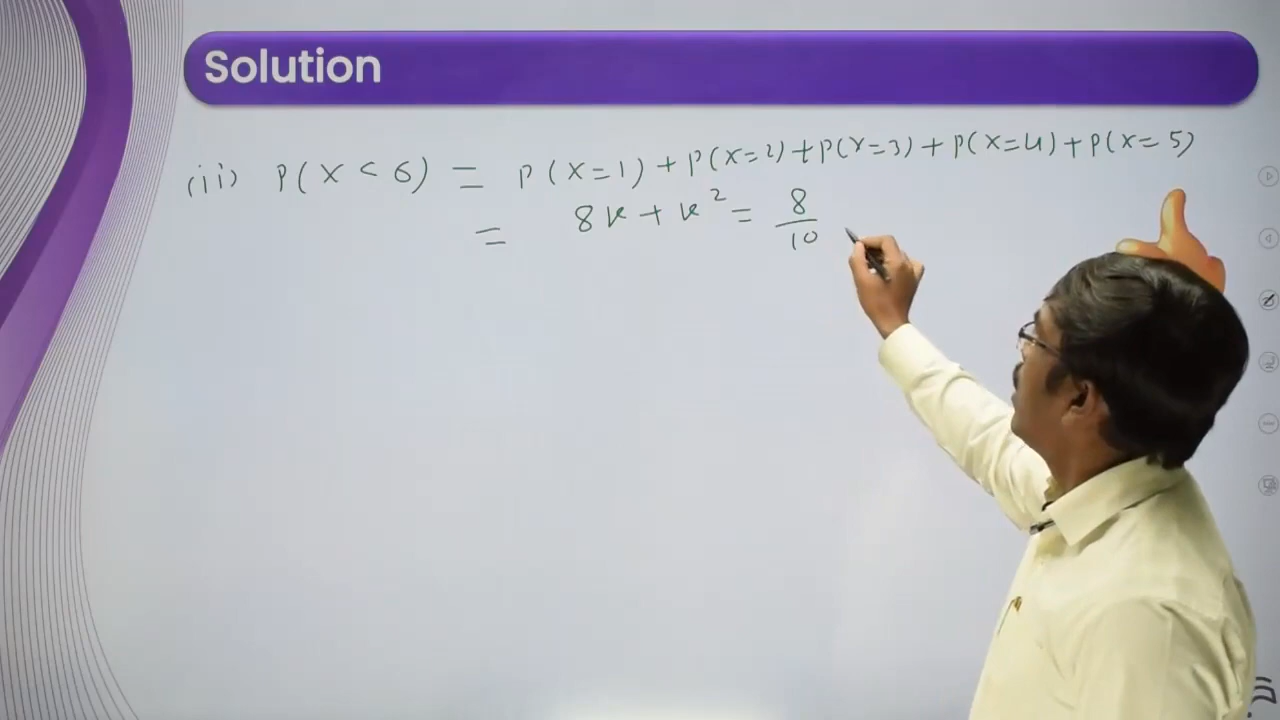 Solution
(ii) P(X < 6) = P(X=1) + P(X=2) + P(X=3) + P(X=4) + P(X=5)
= 8k + k² = 8/10